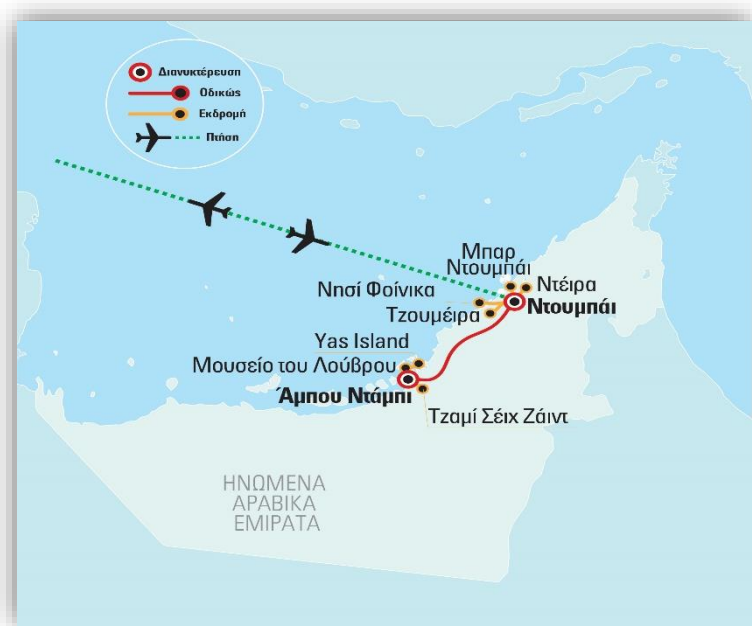 Διανυκτέρευση
Οδικώς
Εκδρομή
Πτήση
Μπαρ
Ντουμπάι
Ντέιρα
Νησί Φοίνικα
Ντουμπάι
Τζουμέιρα
Yas Island
Μουσείο του Λούβρου
Άμπου Ντάμπι
Τζαμί Σέιχ Ζάιντ
ΗΝΩΜΕΝΑ
ΑΡΑΒΙΚΑ
ΕΜΙΡΑΤΑ